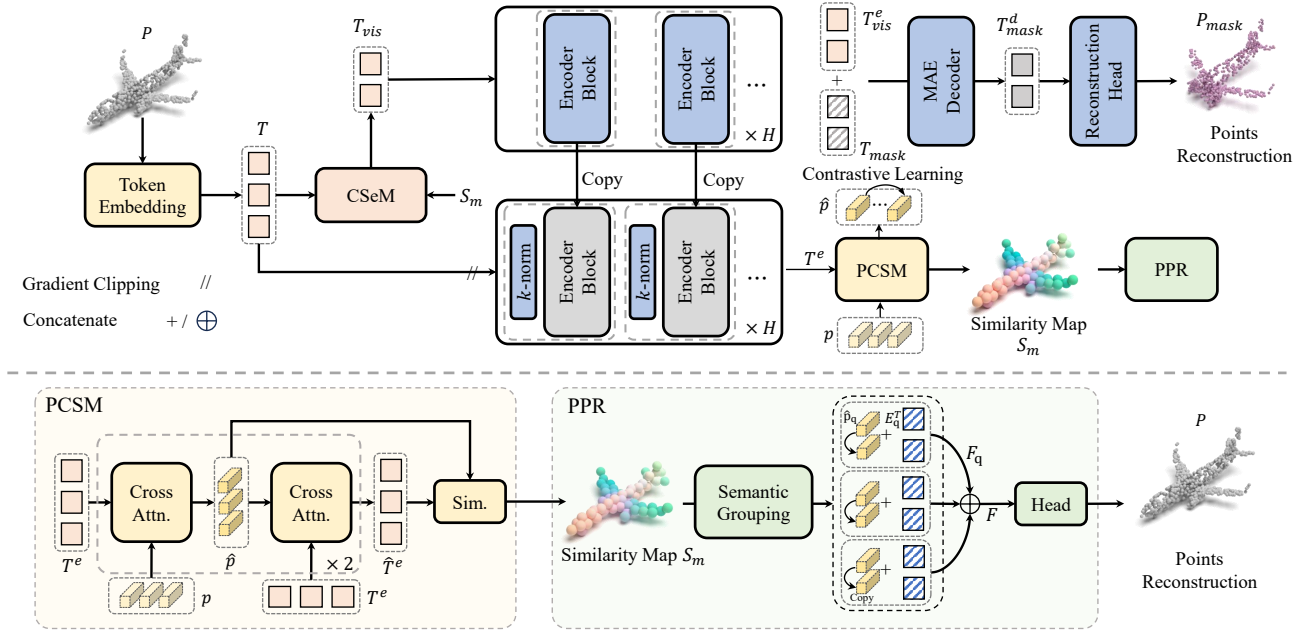 P
Token
Embedding
T
T_vis
CSeM
S_m
Encoder
Block
Encoder
Block
...
× H
Copy
Copy
k-norm
Encoder
Block
k-norm
Encoder
Block
...
× H
//
T^e_vis
+
T_mask
MAE
Decoder
T^d_mask
Reconstruction
Head
P_mask
Points
Reconstruction
Contrastive Learning
p̂
...
T^e
PCSM
p
Similarity Map
S_m
PPR
Gradient Clipping //
Concatenate + / ⊕
PCSM
T^e
Cross
Attn.
p̂
Cross
Attn.
× 2
T̂^e
Sim.
p
T^e
PPR
Similarity Map S_m
Semantic
Grouping
p̂_q
+
E^T_q
+
+
Copy
F_q
F
Head
P
Points
Reconstruction